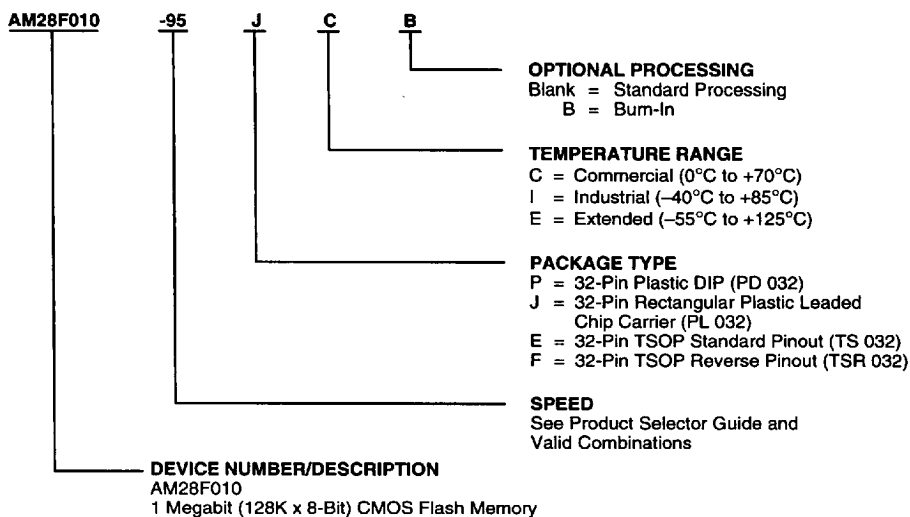 AM28F010 -95 J C B
OPTIONAL PROCESSING
Blank = Standard Processing
B = Burn-In
TEMPERATURE RANGE
C = Commercial (0°C to +70°C)
I = Industrial (–40°C to +85°C)
E = Extended (–55°C to +125°C)
PACKAGE TYPE
P = 32-Pin Plastic DIP (PD 032)
J = 32-Pin Rectangular Plastic Leaded
Chip Carrier (PL 032)
E = 32-Pin TSOP Standard Pinout (TS 032)
F = 32-Pin TSOP Reverse Pinout (TSR 032)
SPEED
See Product Selector Guide and
Valid Combinations
DEVICE NUMBER/DESCRIPTION
AM28F010
1 Megabit (128K x 8-Bit) CMOS Flash Memory